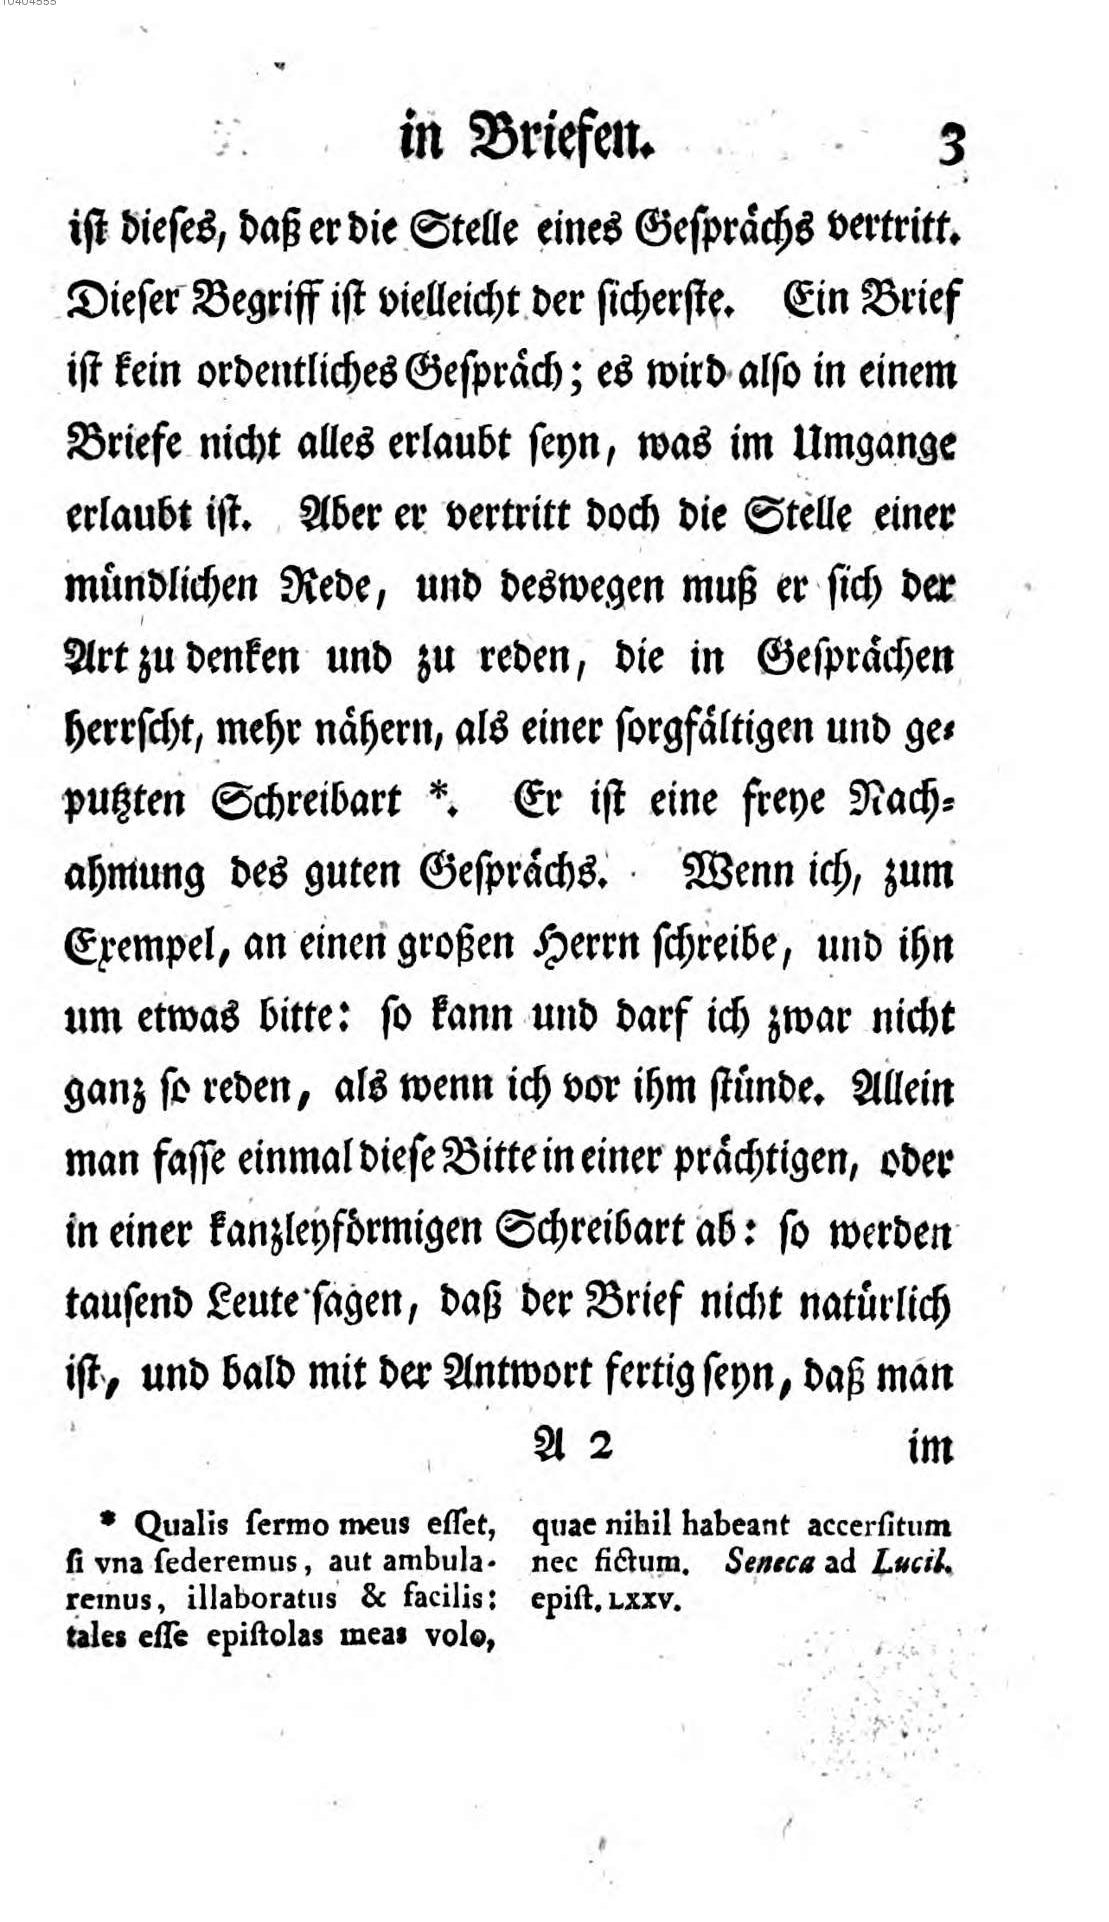 10404555
in Briefen. 3
ist dieses, daß er die Stelle eines Gesprächs vertritt.
Dieser Begriff ist vielleicht der sicherste. Ein Brief
ist kein ordentliches Gespräch; es wird also in einem
Briefe nicht alles erlaubt seyn, was im Umgange
erlaubt ist. Aber er vertritt doch die Stelle einer
mündlichen Rede, und deswegen muß er sich der
Art zu denken und zu reden, die in Gesprächen
herrscht, mehr nähern, als einer sorgfältigen und ge-
putzten Schreibart *. Er ist eine freye Nach-
ahmung des guten Gesprächs. Wenn ich, zum
Exempel, an einen großen Herrn schreibe, und ihn
um etwas bitte: so kann und darf ich zwar nicht
ganz so reden, als wenn ich vor ihm stünde. Allein
man fasse einmal diese Bitte in einer prächtigen, oder
in einer kanzleyförmigen Schreibart ab: so werden
tausend Leute sagen, daß der Brief nicht natürlich
ist, und bald mit der Antwort fertig seyn, daß man
A 2 im
* Qualis ſermo meus eſſet,
ſi vna ſederemus, aut ambula-
remus, illaboratus & facilis:
tales eſſe epiſtolas meas volo,
quae nihil habeant accerſitum
nec fictum. Seneca ad Lucil.
epiſt. LXXV.